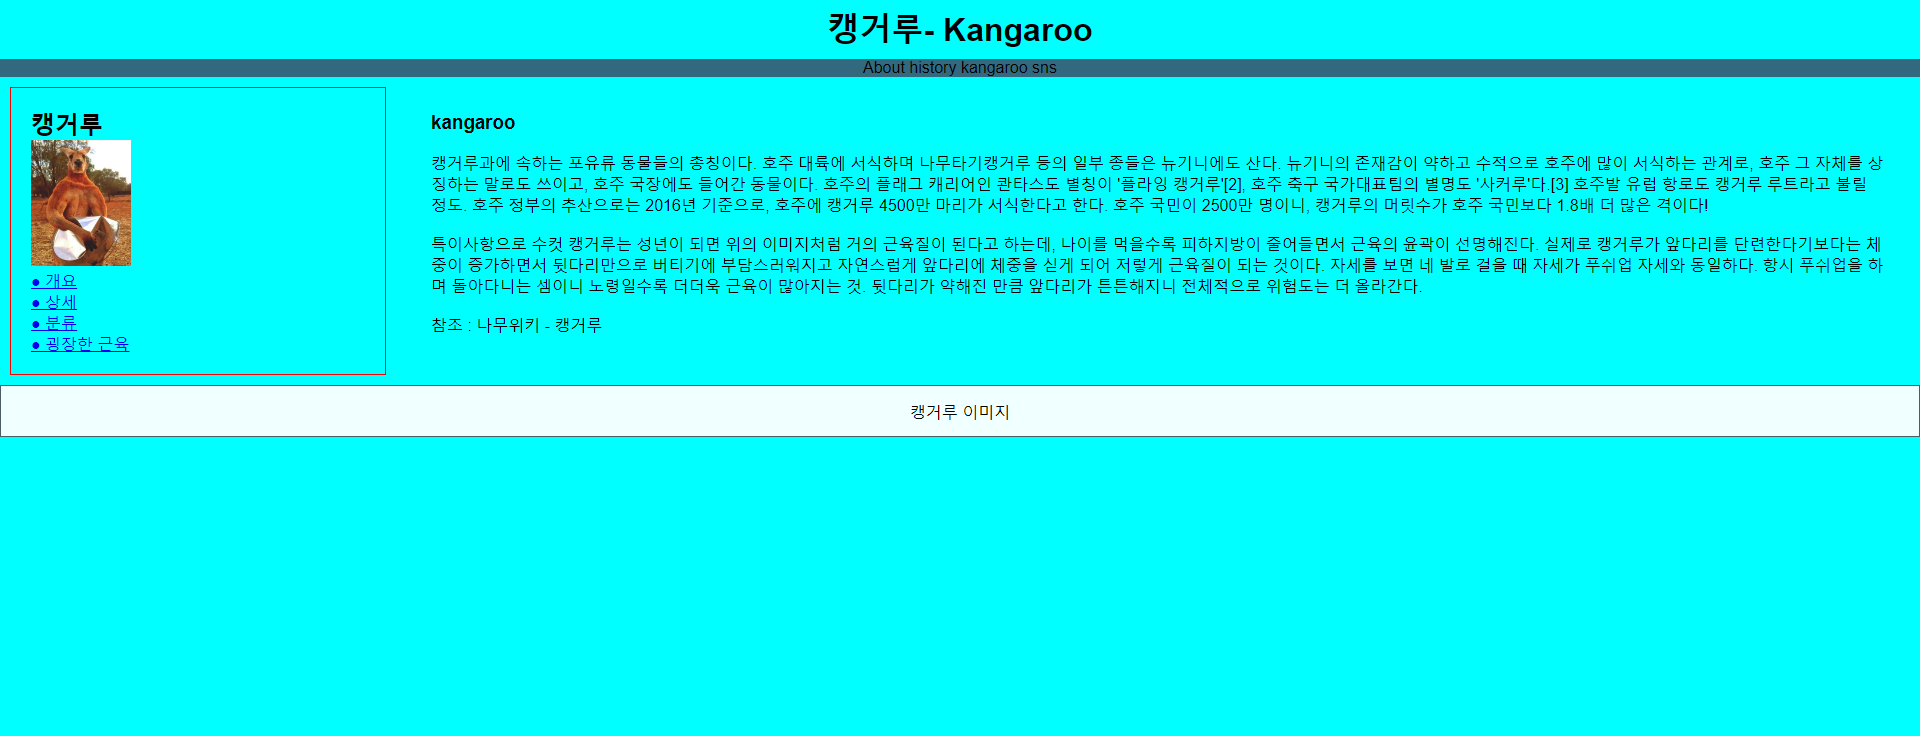 캥거루- Kangaroo
About history kangaroo sns
캥거루
● 개요
● 상세
● 분류
● 굉장한 근육
kangaroo
캥거루과에 속하는 포유류 동물들의 총칭이다. 호주 대륙에 서식하며 나무타기캥거루 등의 일부 종들은 뉴기니에도 산다. 뉴기니의 존재감이 약하고 수적으로 호주에 많이 서식하는 관계로, 호주 그 자체를 상
징하는 말로도 쓰이고, 호주 국장에도 들어간 동물이다. 호주의 플래그 캐리어인 콴타스도 별칭이 '플라잉 캥거루'[2], 호주 축구 국가대표팀의 별명도 '사커루'다.[3] 호주발 유럽 항로도 캥거루 루트라고 불릴
정도. 호주 정부의 추산으로는 2016년 기준으로, 호주에 캥거루 4500만 마리가 서식한다고 한다. 호주 국민이 2500만 명이니, 캥거루의 머릿수가 호주 국민보다 1.8배 더 많은 격이다!
특이사항으로 수컷 캥거루는 성년이 되면 위의 이미지처럼 거의 근육질이 된다고 하는데, 나이를 먹을수록 피하지방이 줄어들면서 근육의 윤곽이 선명해진다. 실제로 캥거루가 앞다리를 단련한다기보다는 체
중이 증가하면서 뒷다리만으로 버티기에 부담스러워지고 자연스럽게 앞다리에 체중을 싣게 되어 저렇게 근육질이 되는 것이다. 자세를 보면 네 발로 걸을 때 자세가 푸쉬업 자세와 동일하다. 항시 푸쉬업을 하
며 돌아다니는 셈이니 노령일수록 더더욱 근육이 많아지는 것. 뒷다리가 약해진 만큼 앞다리가 튼튼해지니 전체적으로 위험도는 더 올라간다.
참조 : 나무위키 - 캥거루
캥거루 이미지